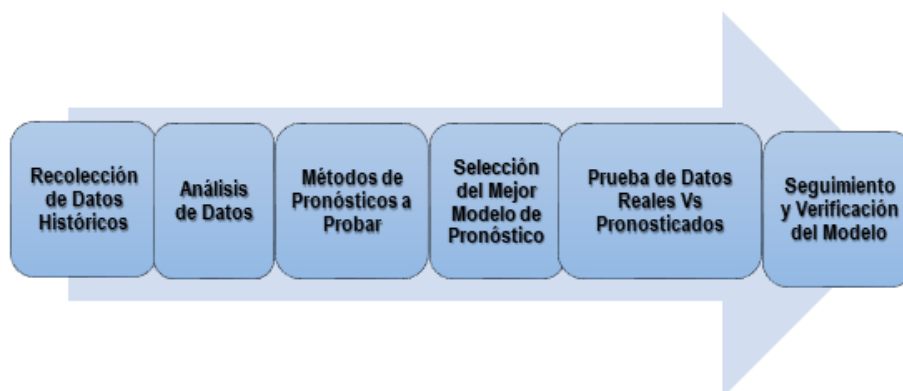 Recolección
de Datos
Históricos
Análisis
de Datos
Métodos de
Pronósticos a
Probar
Selección
del Mejor
Modelo de
Pronóstico
Prueba de Datos
Reales Vs
Pronosticados
Seguimiento
y Verificación
del Modelo